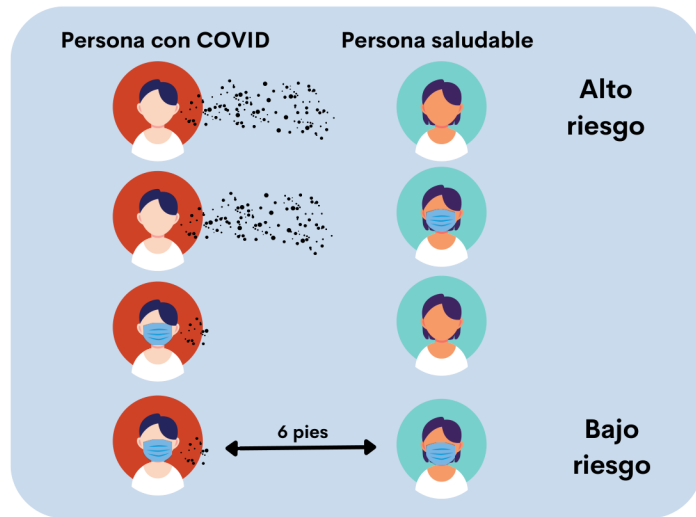 Persona con COVID
Persona saludable
Alto
riesgo
6 pies
Bajo
riesgo